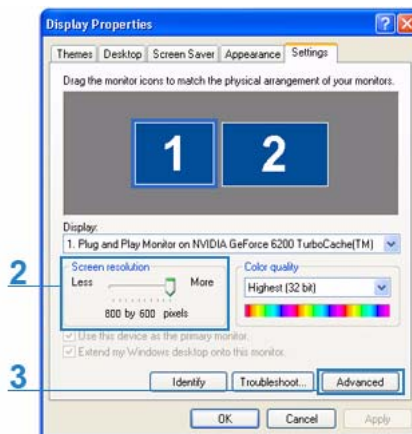 Display Properties
Themes Desktop Screen Saver Appearance Settings
Drag the monitor icons to match the physical arrangement of your monitors.
1 2
Display:
1. Plug and Play Monitor on NVIDIA GeForce 6200 TurboCache(TM)
2
Screen resolution
Less More
800 by 600 pixels
Color quality
Highest (32 bit)
Use this device as the primary monitor.
Extend my Windows desktop onto this monitor.
3
Identify Troubleshoot... Advanced
OK Cancel Apply